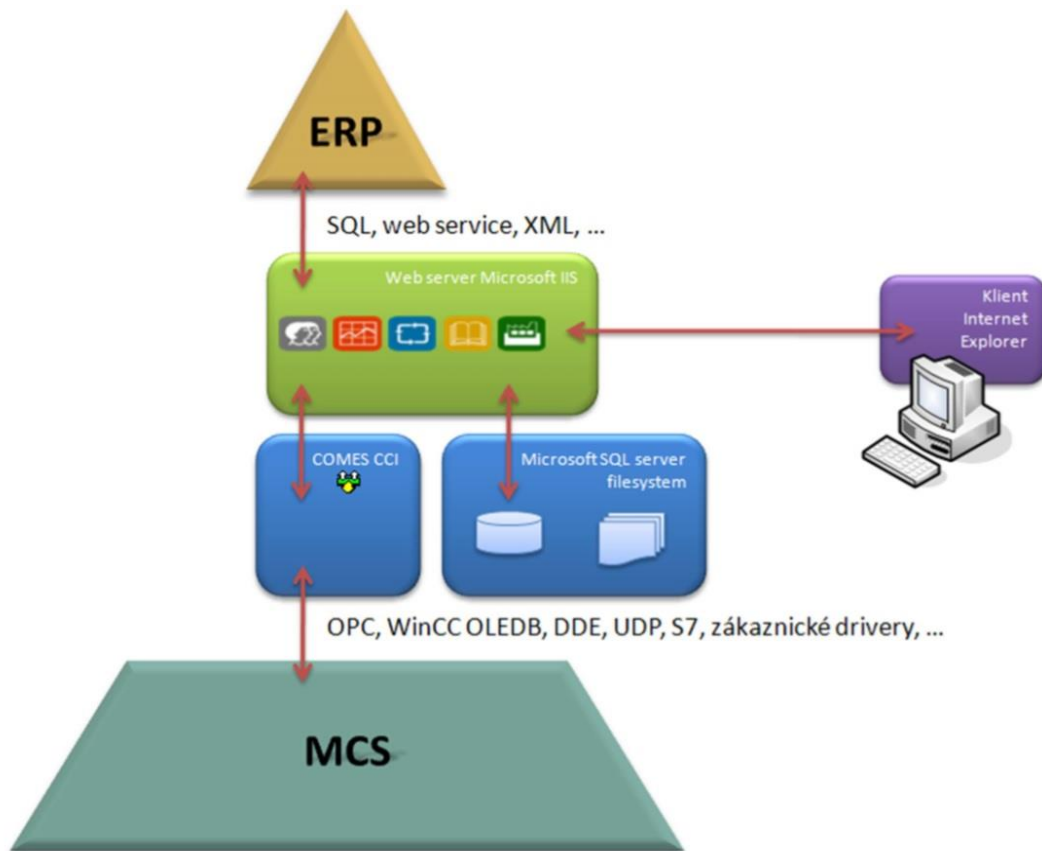 ERP
SQL, web service, XML, ...
Web server Microsoft IIS
Klient
Internet
Explorer
COMES CCI
Microsoft SQL server
filesystem
OPC, WinCC OLEDB, DDE, UDP, S7, zákaznické drivery, ...
MCS